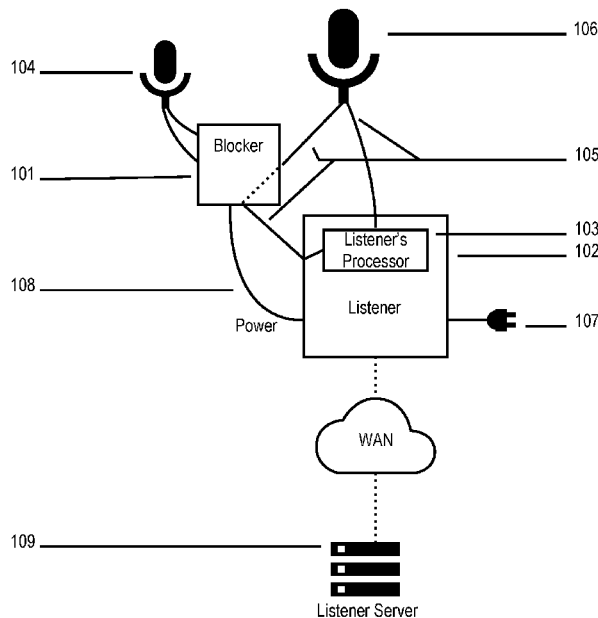 106
104
Blocker
105
101
103
Listener's
Processor
102
108
Listener
107
Power
WAN
109
Listener Server